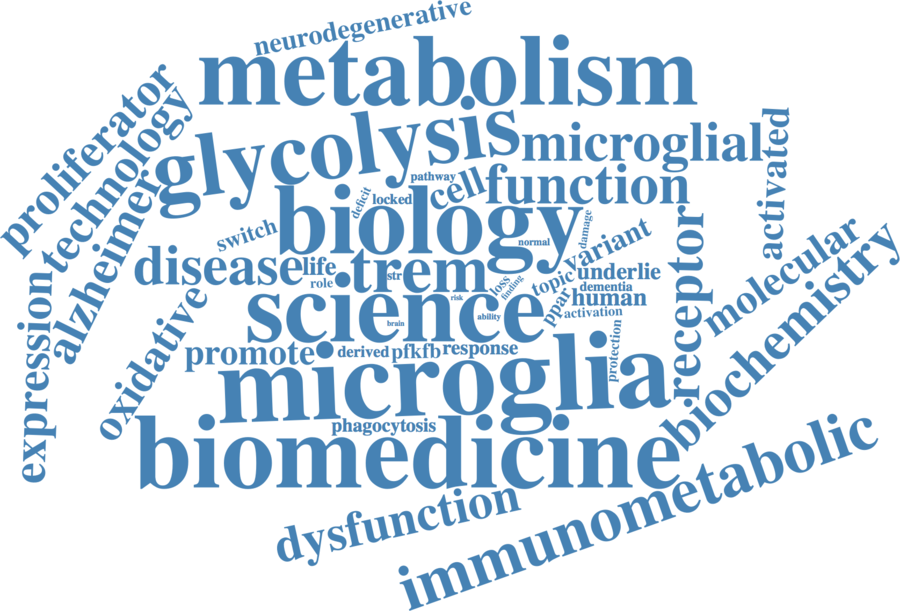 neurodegenerative
metabolism
proliferator
technology
glycolysis
microglial
activated
pathway
cell
function
alzheimer
deficit
locked
biology
damage
switch
normal
variant
receptor
molecular
disease
life
role
trem
str
loss
finding
topic
underlie
dementia
biochemistry
expression
oxidative
science
risk
brain
ability
ppar
human
activation
promote
derived
pfkfb
response
protection
microglia
phagocytosis
biomedicine
dysfunction
immunometabolic